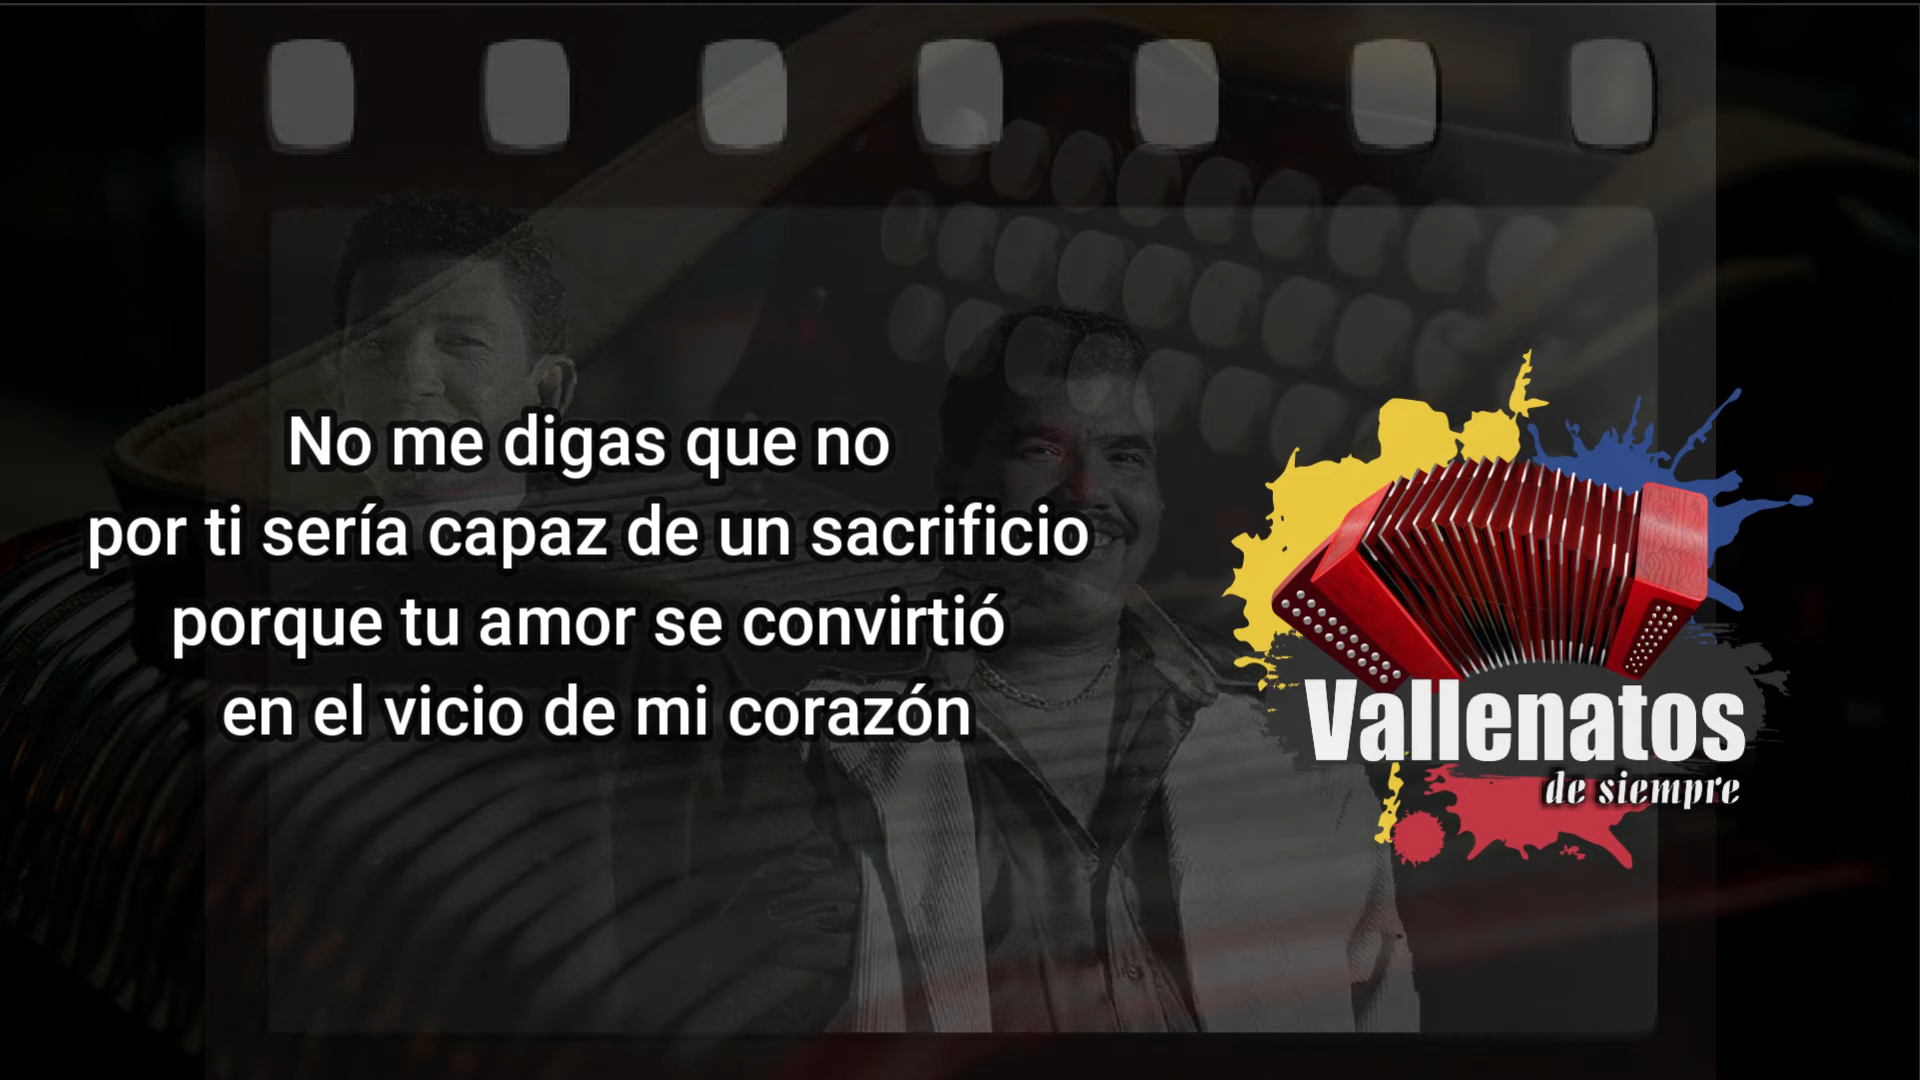 No me digas que no
por ti sería capaz de un sacrificio
porque tu amor se convirtió
en el vicio de mi corazón
Vallenatos
de siempre